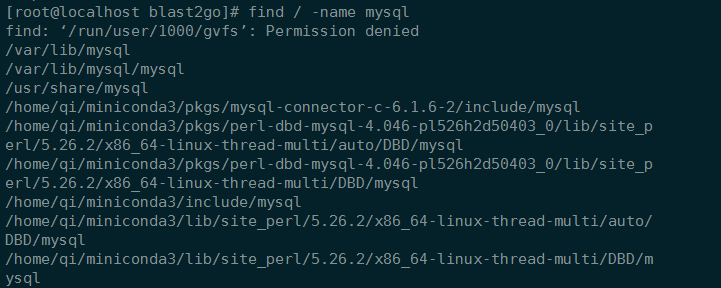 [root@localhost blast2go]# find / -name mysql
find: ‘/run/user/1000/gvfs’: Permission denied
/var/lib/mysql
/var/lib/mysql/mysql
/usr/share/mysql
/home/qi/miniconda3/pkgs/mysql-connector-c-6.1.6-2/include/mysql
/home/qi/miniconda3/pkgs/perl-dbd-mysql-4.046-pl526h2d50403_0/lib/site_p
erl/5.26.2/x86_64-linux-thread-multi/auto/DBD/mysql
/home/qi/miniconda3/pkgs/perl-dbd-mysql-4.046-pl526h2d50403_0/lib/site_p
erl/5.26.2/x86_64-linux-thread-multi/DBD/mysql
/home/qi/miniconda3/include/mysql
/home/qi/miniconda3/lib/site_perl/5.26.2/x86_64-linux-thread-multi/auto/
DBD/mysql
/home/qi/miniconda3/lib/site_perl/5.26.2/x86_64-linux-thread-multi/DBD/m
ysql